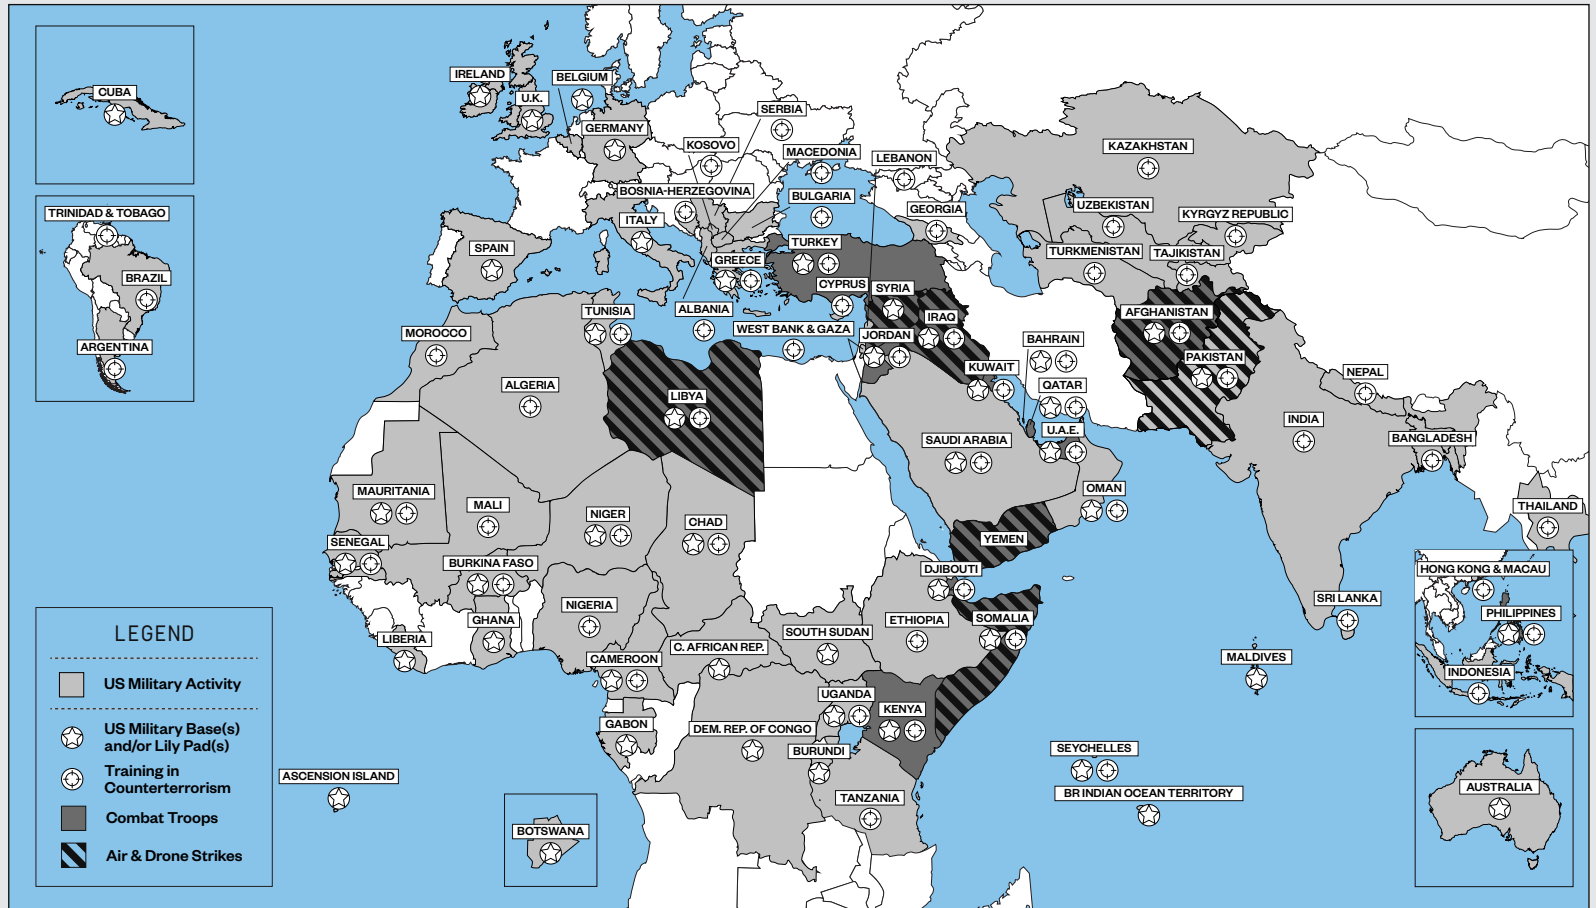 CUBA
TRINIDAD & TOBAGO
BRAZIL
ARGENTINA
IRELAND
U.K.
BELGIUM
GERMANY
SERBIA
KOSOVO
MACEDONIA
LEBANON
BOSNIA-HERZEGOVINA
BULGARIA
GEORGIA
ITALY
SPAIN
GREECE
TURKEY
CYPRUS
SYRIA
ALBANIA
TUNISIA
MOROCCO
WEST BANK & GAZA
JORDAN
IRAQ
KAZAKHSTAN
UZBEKISTAN
KYRGYZ REPUBLIC
TURKMENISTAN
TAJIKISTAN
AFGHANISTAN
PAKISTAN
BAHRAIN
KUWAIT
QATAR
U.A.E.
NEPAL
INDIA
BANGLADESH
THAILAND
ALGERIA
LIBYA
SAUDI ARABIA
OMAN
YEMEN
MAURITANIA
MALI
NIGER
CHAD
SENEGAL
BURKINA FASO
DJIBOUTI
NIGERIA
GHANA
LIBERIA
ETHIOPIA
SOMALIA
SOUTH SUDAN
C. AFRICAN REP.
CAMEROON
UGANDA
KENYA
GABON
DEM. REP. OF CONGO
BURUNDI
TANZANIA
SRI LANKA
MALDIVES
SEYCHELLES
BR INDIAN OCEAN TERRITORY
ASCENSION ISLAND
BOTSWANA
HONG KONG & MACAU
PHILIPPINES
INDONESIA
AUSTRALIA
LEGEND
US Military Activity
US Military Base(s)
and/or Lily Pad(s)
Training in
Counterterrorism
Combat Troops
Air & Drone Strikes